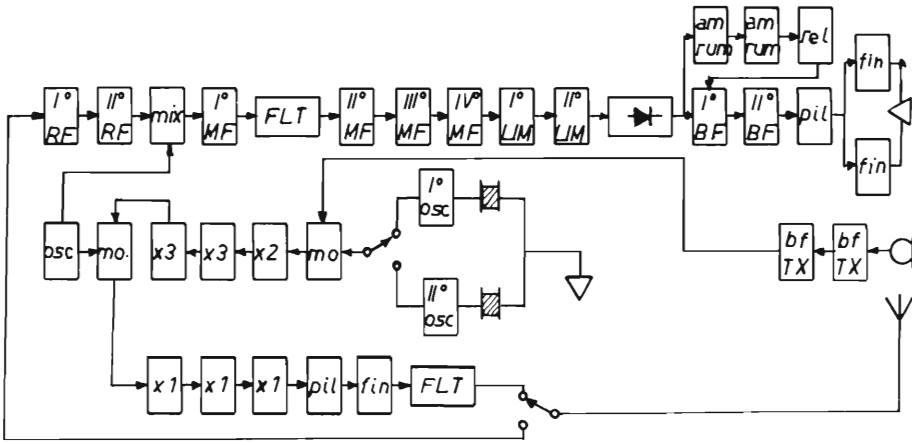 am rum
am rum
rel
fin
I° RF
II° RF
mix
I° MF
FLT
II° MF
III° MF
IV° MF
I° LIM
II° LIM
I° BF
II° BF
pil
fin
I° osc
osc
mo.
x3
x3
x2
mo
II° osc
bf TX
bf TX
x1
x1
x1
pil
fin
FLT